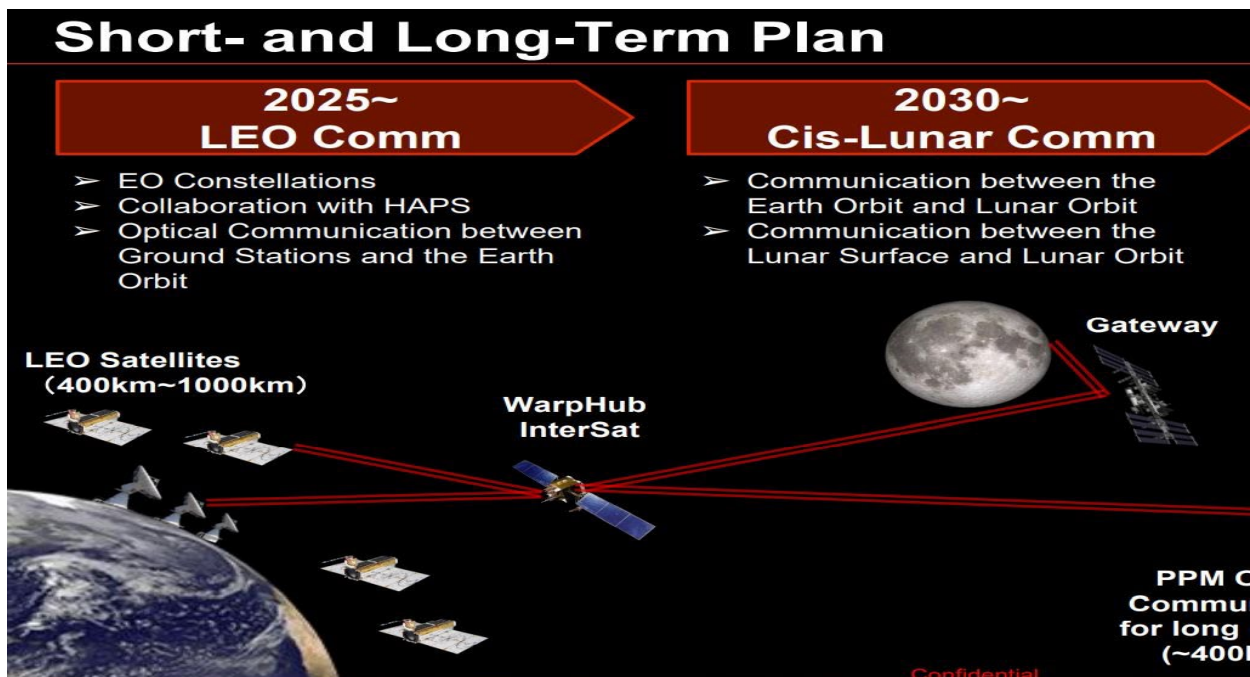 Short- and Long-Term Plan
2025~
LEO Comm
➢ EO Constellations
➢ Collaboration with HAPS
➢ Optical Communication between
Ground Stations and the Earth
Orbit
2030~
Cis-Lunar Comm
➢ Communication between the
Earth Orbit and Lunar Orbit
➢ Communication between the
Lunar Surface and Lunar Orbit
Gateway
LEO Satellites
(400km~1000km)
WarpHub
InterSat
PPM
for long
Confidential